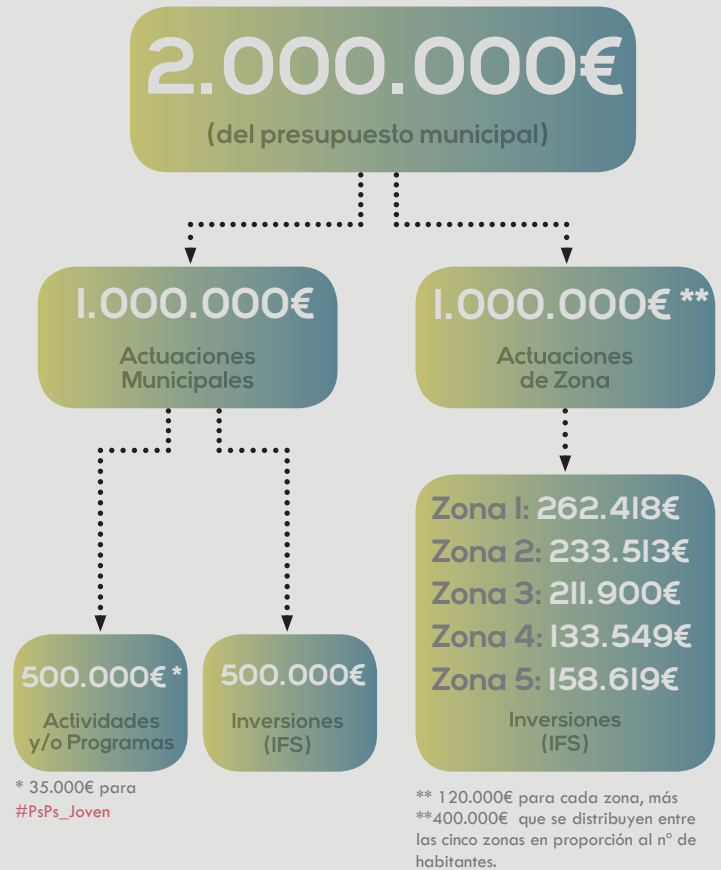 2.000.000€
(del presupuesto municipal)
1.000.000€
Actuaciones
Municipales
1.000.000€ **
Actuaciones
de Zona
500.000€ *
Actividades
y/o Programas
500.000€
Inversiones
(IFS)
Zona 1: 262.418€
Zona 2: 233.513€
Zona 3: 211.900€
Zona 4: 133.549€
Zona 5: 158.619€
Inversiones
(IFS)
* 35.000€ para
#PsPs_Joven
** 120.000€ para cada zona, más
**400.000€ que se distribuyen entre
las cinco zonas en proporción al nº de
habitantes.